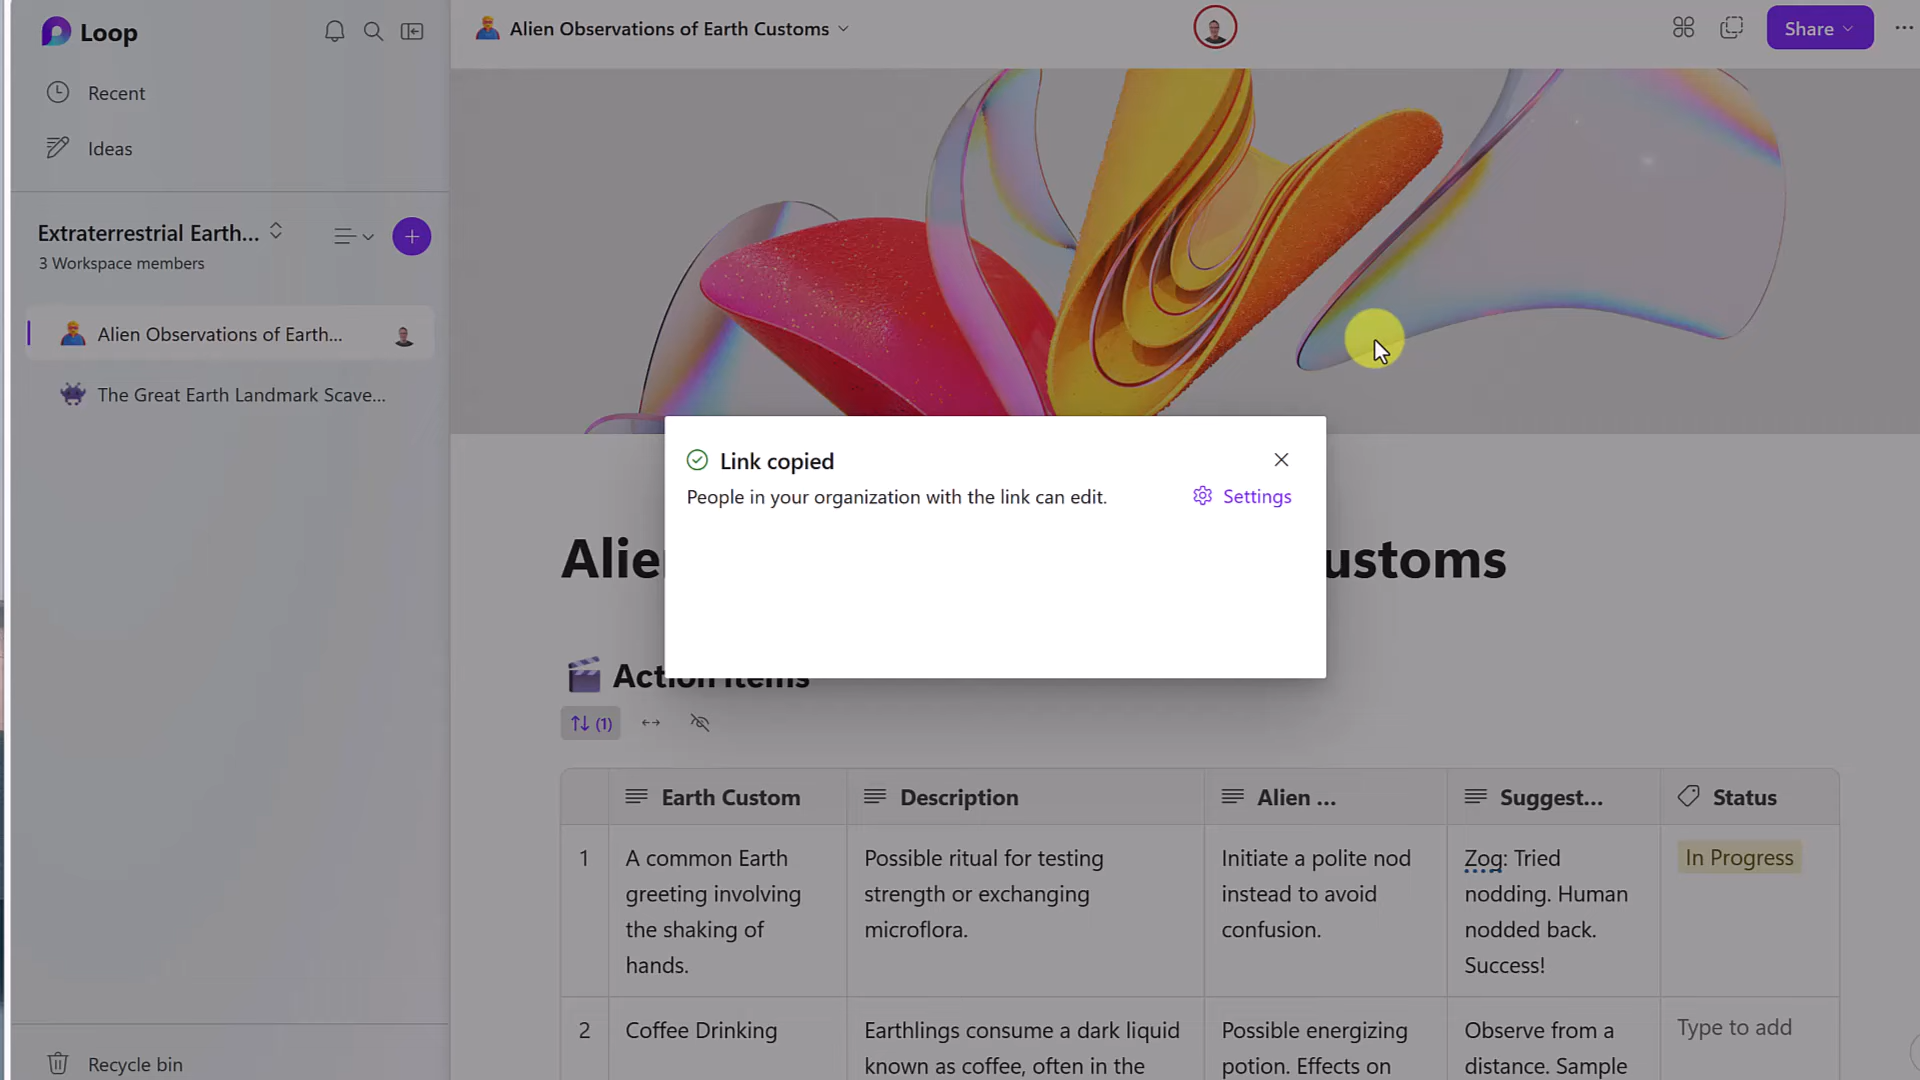 Loop
Recent
Ideas
Extraterrestrial Earth...
3 Workspace members
Alien Observations of Earth...
The Great Earth Landmark Scave...
Recycle bin
Alien Observations of Earth Customs
Share
Link copied
People in your organization with the link can edit.
Settings
Alie
ustoms
Action Items
(1)
Earth Custom
Description
Alien ...
Suggest...
Status
1
A common Earth
greeting involving
the shaking of
hands.
Possible ritual for testing
strength or exchanging
microflora.
Initiate a polite nod
instead to avoid
confusion.
Zog: Tried
nodding. Human
nodded back.
Success!
In Progress
2
Coffee Drinking
Earthlings consume a dark liquid
known as coffee, often in the
Possible energizing
potion. Effects on
Observe from a
distance. Sample
Type to add